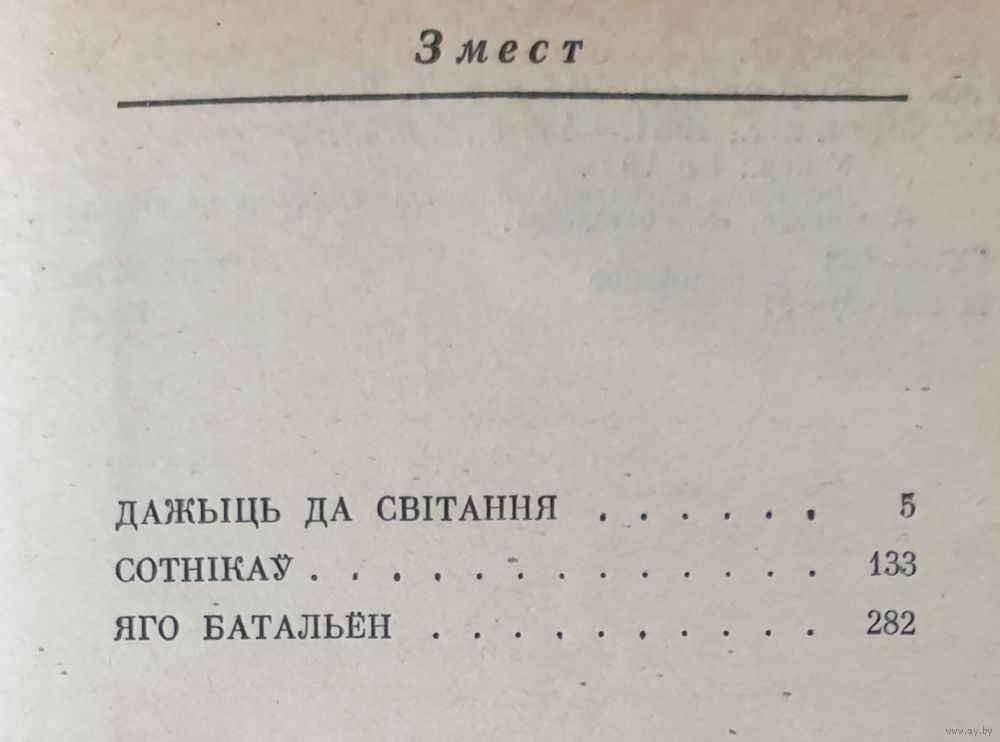 Змест
ДАЖЫЦЬ ДА СВІТАННЯ . . . . . . 5
СОТНІКАЎ . . . . . . . . . . . . . 133
ЯГО БАТАЛЬЁН . . . . . . . . . . 282
www.ay.by